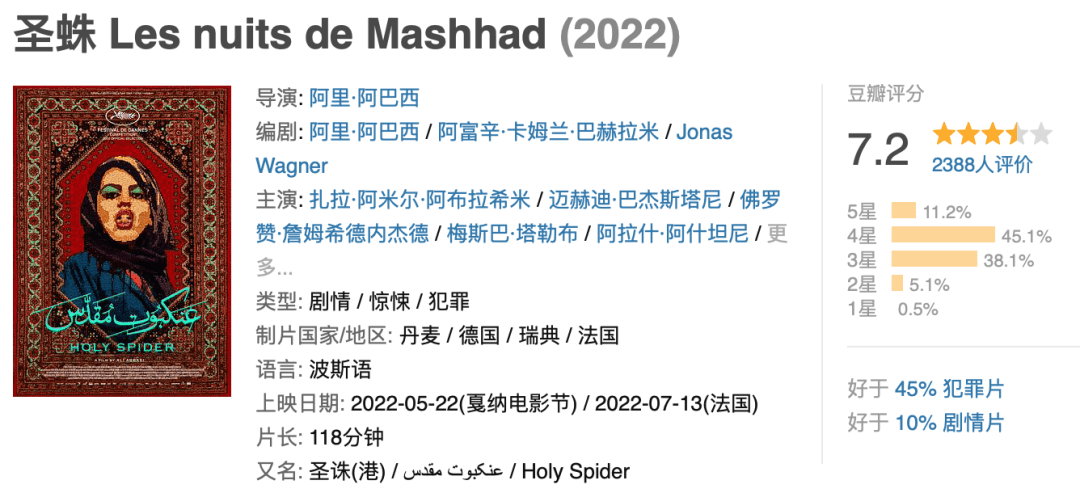 圣蛛 Les nuits de Mashhad (2022)
FESTIVAL DE CANNES
عنکبوت مقدّس
HOLY SPIDER
A FILM BY ALI ABBASI
导演: 阿里·阿巴西
编剧: 阿里·阿巴西 / 阿富辛·卡姆兰·巴赫拉米 / Jonas
Wagner
主演: 扎拉·阿米尔·阿布拉希米 / 迈赫迪·巴杰斯塔尼 / 佛罗
赞·詹姆希德内杰德 / 梅斯巴·塔勒布 / 阿拉什·阿什坦尼 / 更
多...
类型: 剧情 / 惊悚 / 犯罪
制片国家/地区: 丹麦 / 德国 / 瑞典 / 法国
语言: 波斯语
上映日期: 2022-05-22(戛纳电影节) / 2022-07-13(法国)
片长: 118分钟
又名: 圣诛(港) / عنکبوت مقدس / Holy Spider
豆瓣评分
7.2
2388人评价
5星 11.2%
4星 45.1%
3星 38.1%
2星 5.1%
1星 0.5%
好于 45% 犯罪片
好于 10% 剧情片